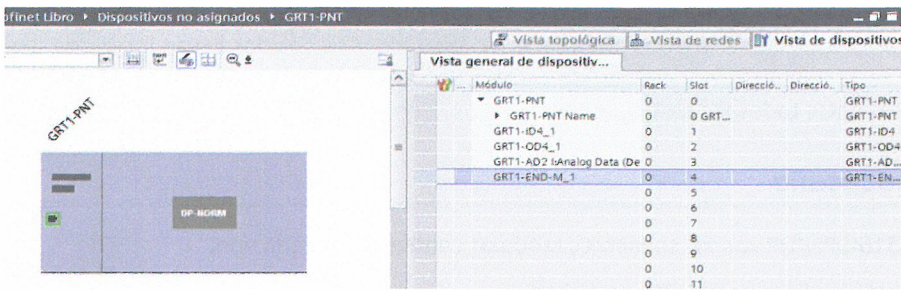 ofinet Libro ▸ Dispositivos no asignados ▸ GRT1-PNT
Vista topológica Vista de redes Vista de dispositivos
Vista general de dispositiv...
... Módulo Rack Slot Direcció.. Direcció.. Tipo
GRT1-PNT 0 0 GRT1-PNT
GRT1-PNT Name 0 0 GRT... GRT1-PNT
GRT1-ID4_1 0 1 GRT1-ID4
GRT1-OD4_1 0 2 GRT1-OD4
GRT1-AD2 I:Analog Data (De 0 3 GRT1-AD...
GRT1-END-M_1 0 4 GRT1-EN...
0 5
0 6
0 7
0 8
0 9
0 10
0 11
GRT1-PNT
DP-NORM